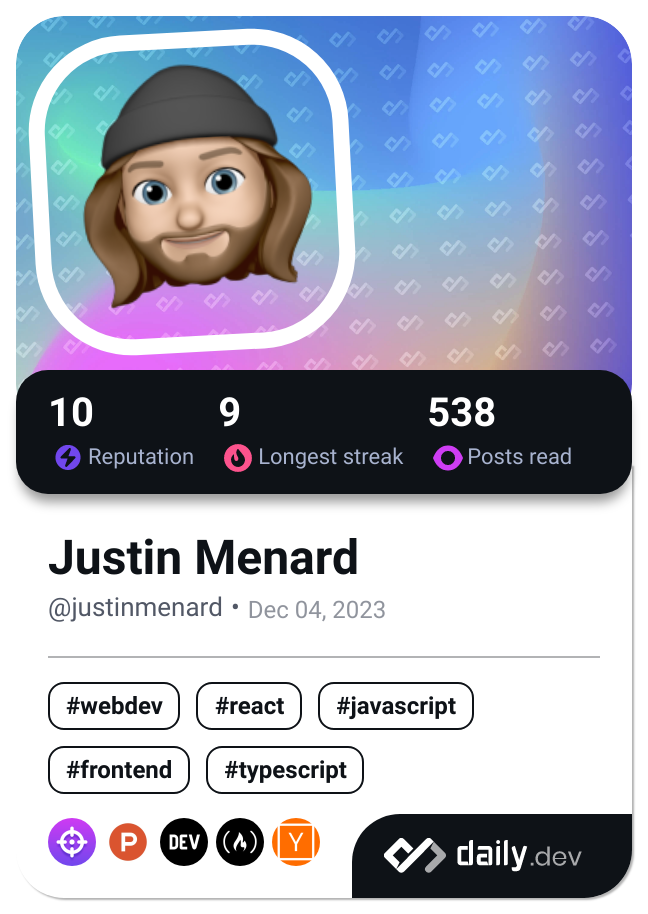 10 9 538
Reputation Longest streak Posts read
Justin Menard
@justinmenard • Dec 04, 2023
#webdev #react #javascript
#frontend #typescript
P DEV Y
daily.dev